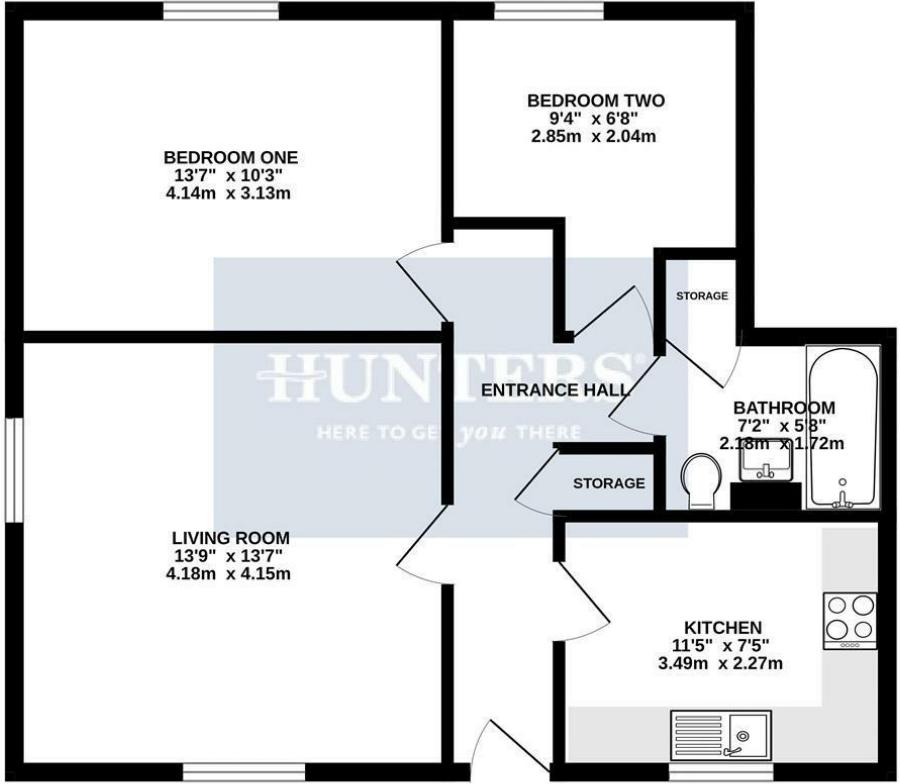 BEDROOM TWO
9'4" x 6'8"
2.85m x 2.04m
BEDROOM ONE
13'7" x 10'3"
4.14m x 3.13m
STORAGE
HUNTERS®
ENTRANCE HALL
HERE TO GET you THERE
BATHROOM
7'2" x 5'8"
2.18m x 1.72m
STORAGE
LIVING ROOM
13'9" x 13'7"
4.18m x 4.15m
KITCHEN
11'5" x 7'5"
3.49m x 2.27m